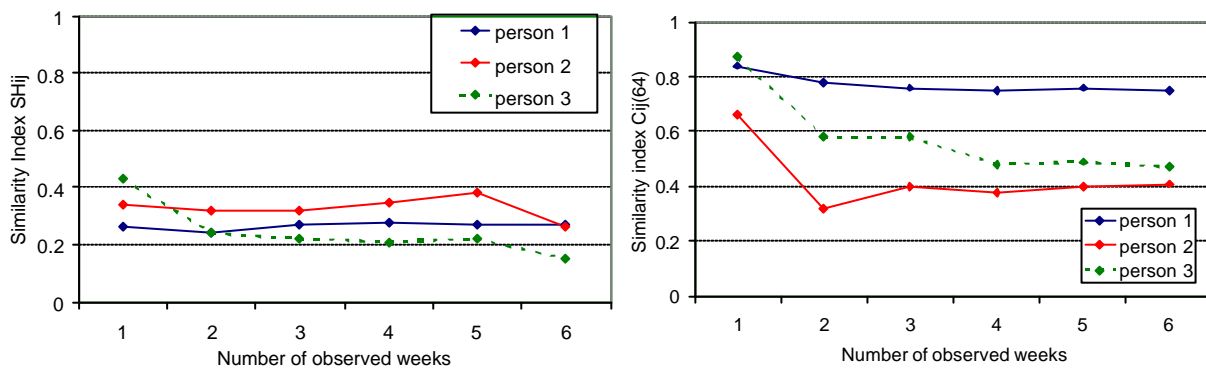 Similarity Index SHij
1
0.8
0.6
0.4
0.2
0
person 1
person 2
person 3
1 2 3 4 5 6
Number of observed weeks
Similarity index Cij(64)
1
0.8
0.6
0.4
0.2
0
person 1
person 2
person 3
1 2 3 4 5 6
Number of observed weeks